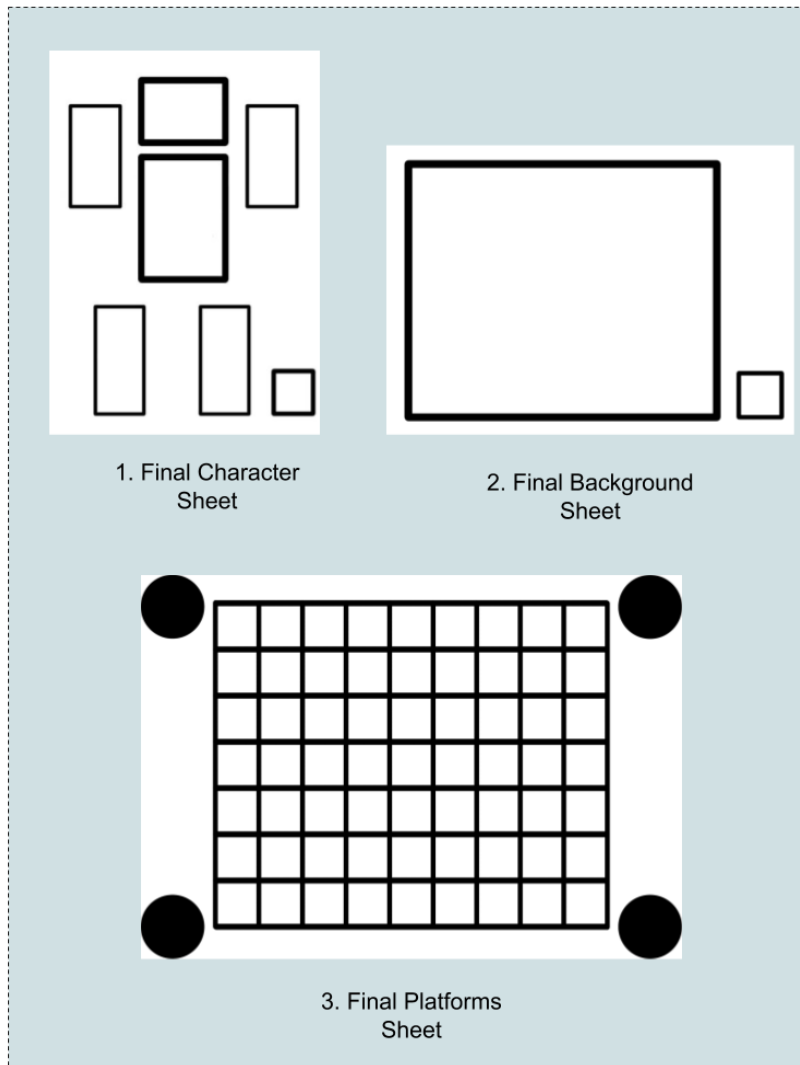 1. Final Character
Sheet
2. Final Background
Sheet
3. Final Platforms
Sheet